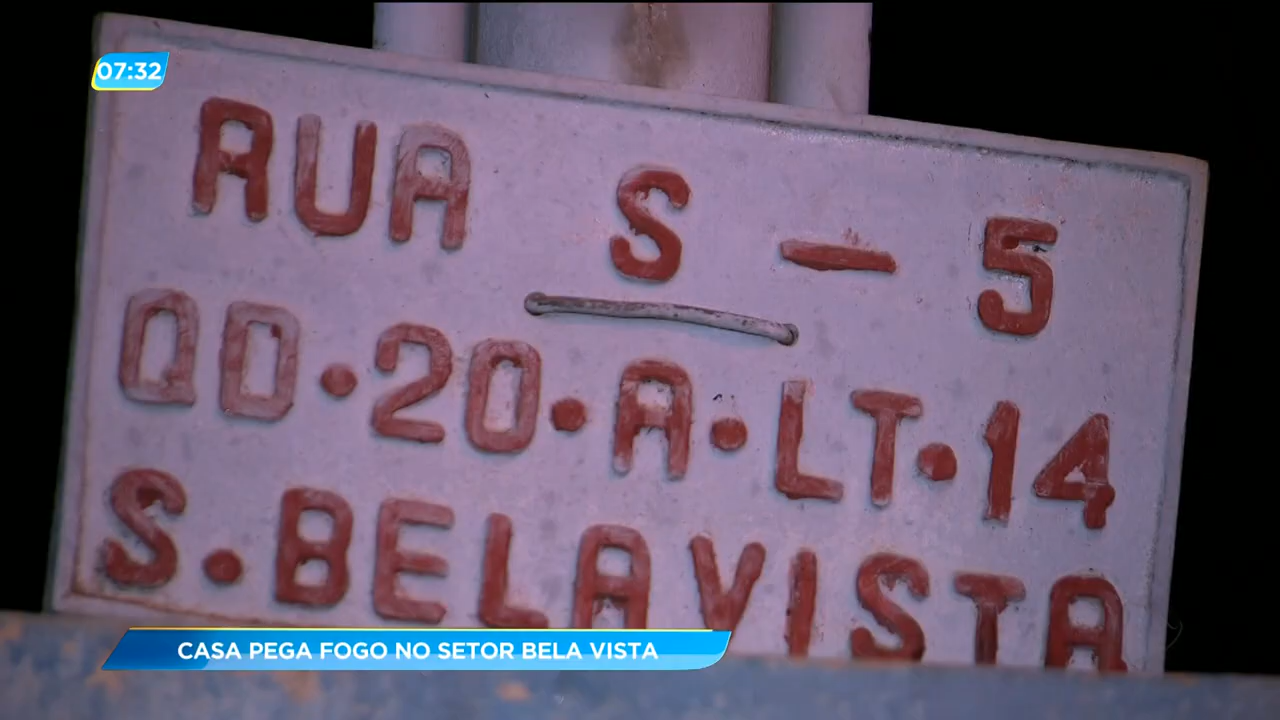 07:32
RUA S - 5
QD•20•A•LT•14
S•BELAVISTA
CASA PEGA FOGO NO SETOR BELA VISTA